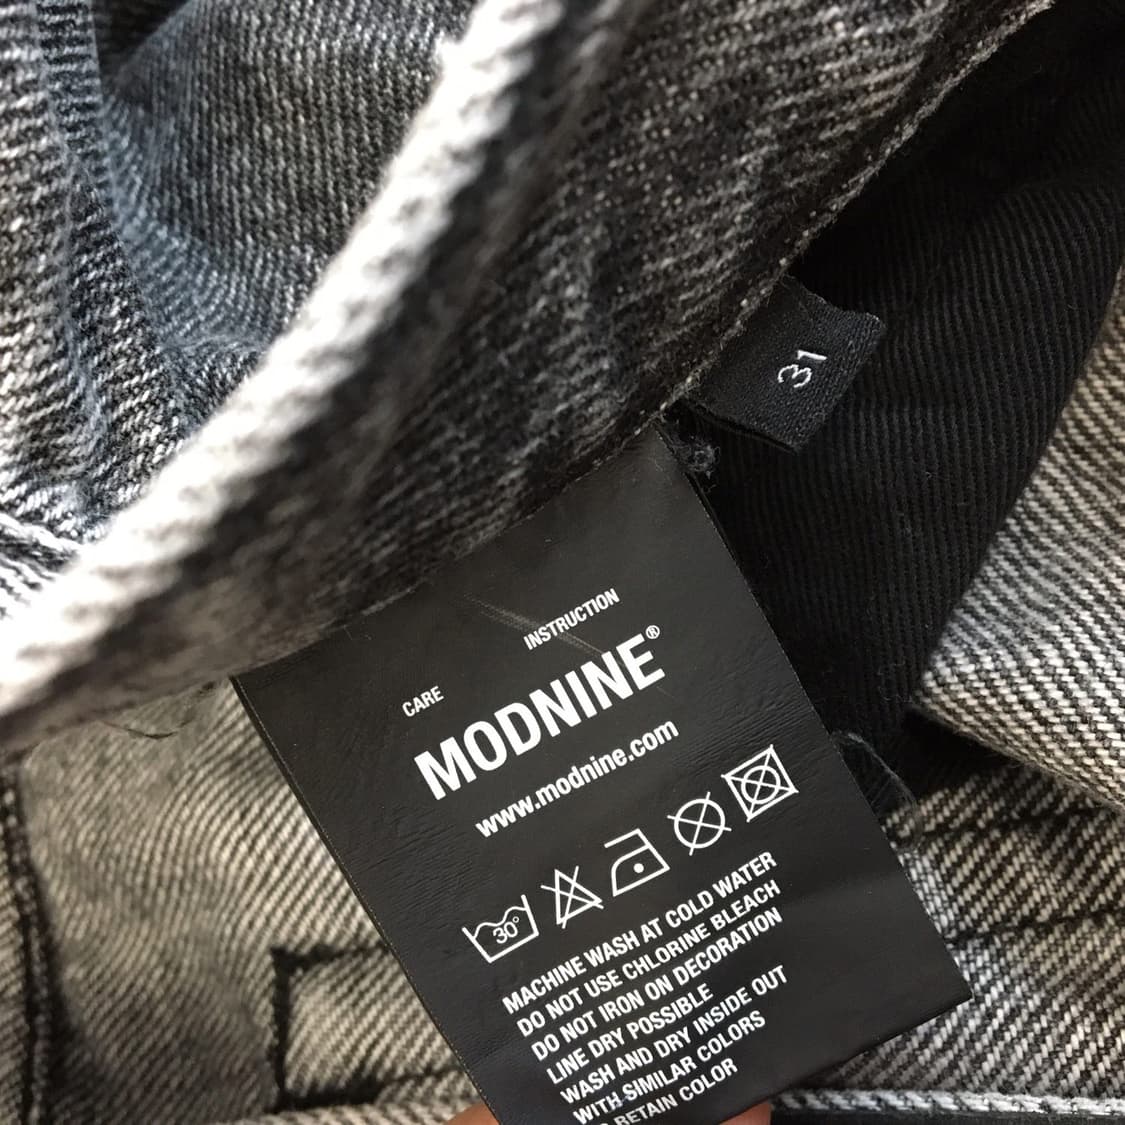 31
CARE INSTRUCTION
MODNINE®
www.modnine.com
30°
MACHINE WASH AT COLD WATER
DO NOT USE CHLORINE BLEACH
DO NOT IRON ON DECORATION
LINE DRY POSSIBLE
WASH AND DRY INSIDE OUT
WITH SIMILAR COLORS
RETAIN COLOR